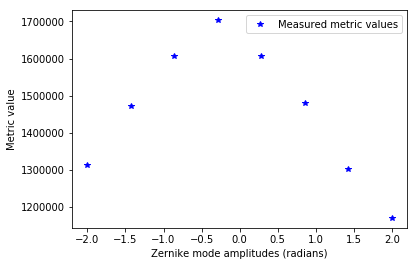 Measured metric values
1700000
1600000
1500000
1400000
1300000
1200000
Metric value
−2.0 −1.5 −1.0 −0.5 0.0 0.5 1.0 1.5 2.0
Zernike mode amplitudes (radians)